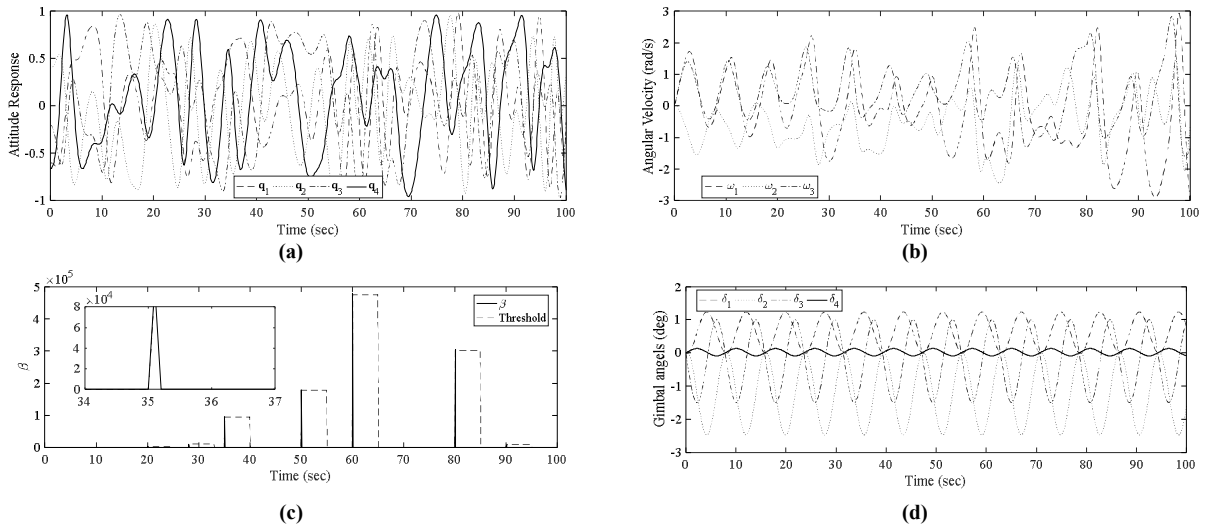 1
0.5
0
-0.5
-1
Attitude Response
q1 q2 q3 q4
0 10 20 30 40 50 60 70 80 90 100
Time (sec)
(a)
3
2
1
0
-1
-2
-3
Angular Velocity (rad/s)
ω1 ω2 ω3
0 10 20 30 40 50 60 70 80 90 100
Time (sec)
(b)
×10^5
5
4
3
2
1
0
β
×10^4
8
6
4
2
0
34 35 36 37
β
Threshold
0 10 20 30 40 50 60 70 80 90 100
Time (sec)
(c)
2
1
0
-1
-2
-3
Gimbal angels (deg)
δ1 δ2 δ3 δ4
0 10 20 30 40 50 60 70 80 90 100
Time (sec)
(d)